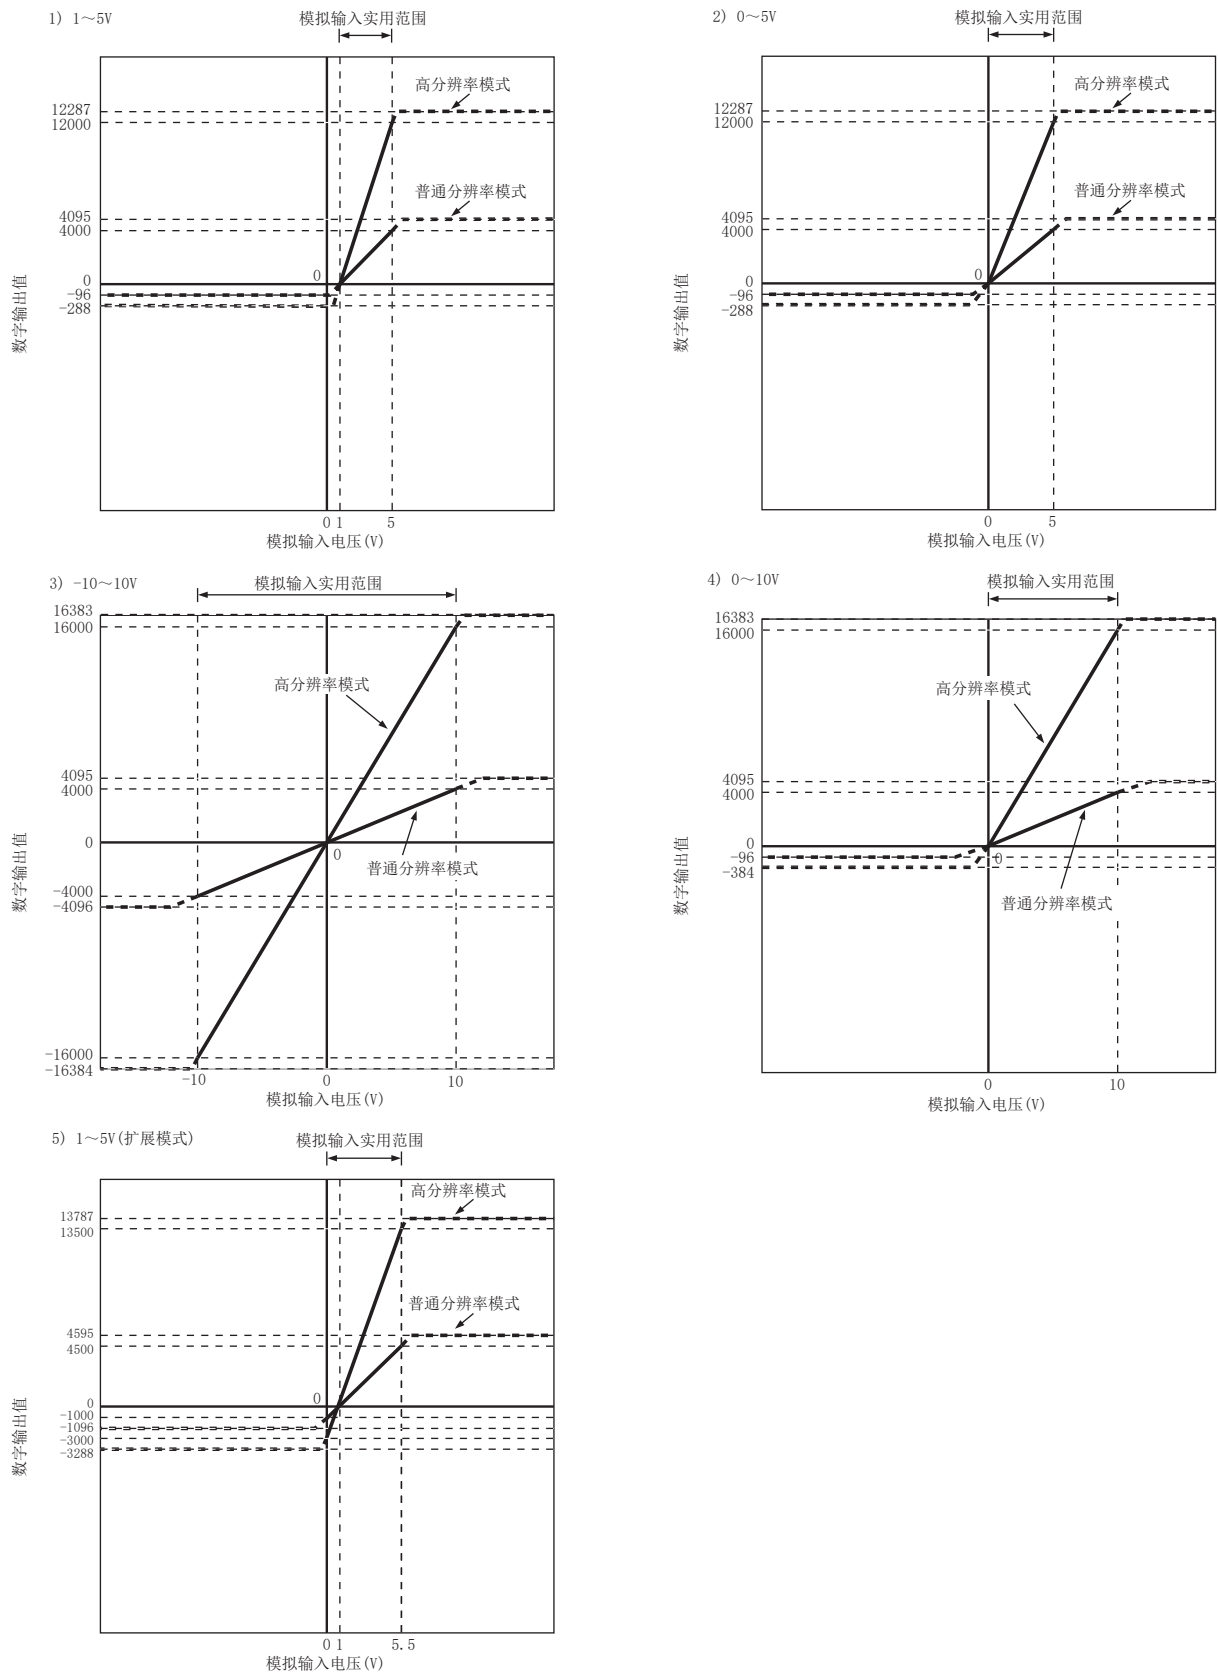 1) 1～5V
模拟输入实用范围
高分辨率模式
12287
12000
普通分辨率模式
4095
4000
0
0
-96
-288
数字输出值
0 1 5
模拟输入电压(V)
2) 0～5V
模拟输入实用范围
高分辨率模式
12287
12000
普通分辨率模式
4095
4000
0
0
-96
-288
数字输出值
0 5
模拟输入电压(V)
3) -10～10V
模拟输入实用范围
16383
16000
高分辨率模式
4095
4000
0
0
普通分辨率模式
-4000
-4096
数字输出值
-16000
-16384
-10 0 10
模拟输入电压(V)
4) 0～10V
模拟输入实用范围
16383
16000
高分辨率模式
4095
4000
0
-96
0
-384
普通分辨率模式
数字输出值
0 10
模拟输入电压(V)
5) 1～5V(扩展模式)
模拟输入实用范围
高分辨率模式
13787
13500
普通分辨率模式
4595
4500
0
0
-1000
-1096
-3000
-3288
数字输出值
0 1 5.5
模拟输入电压(V)